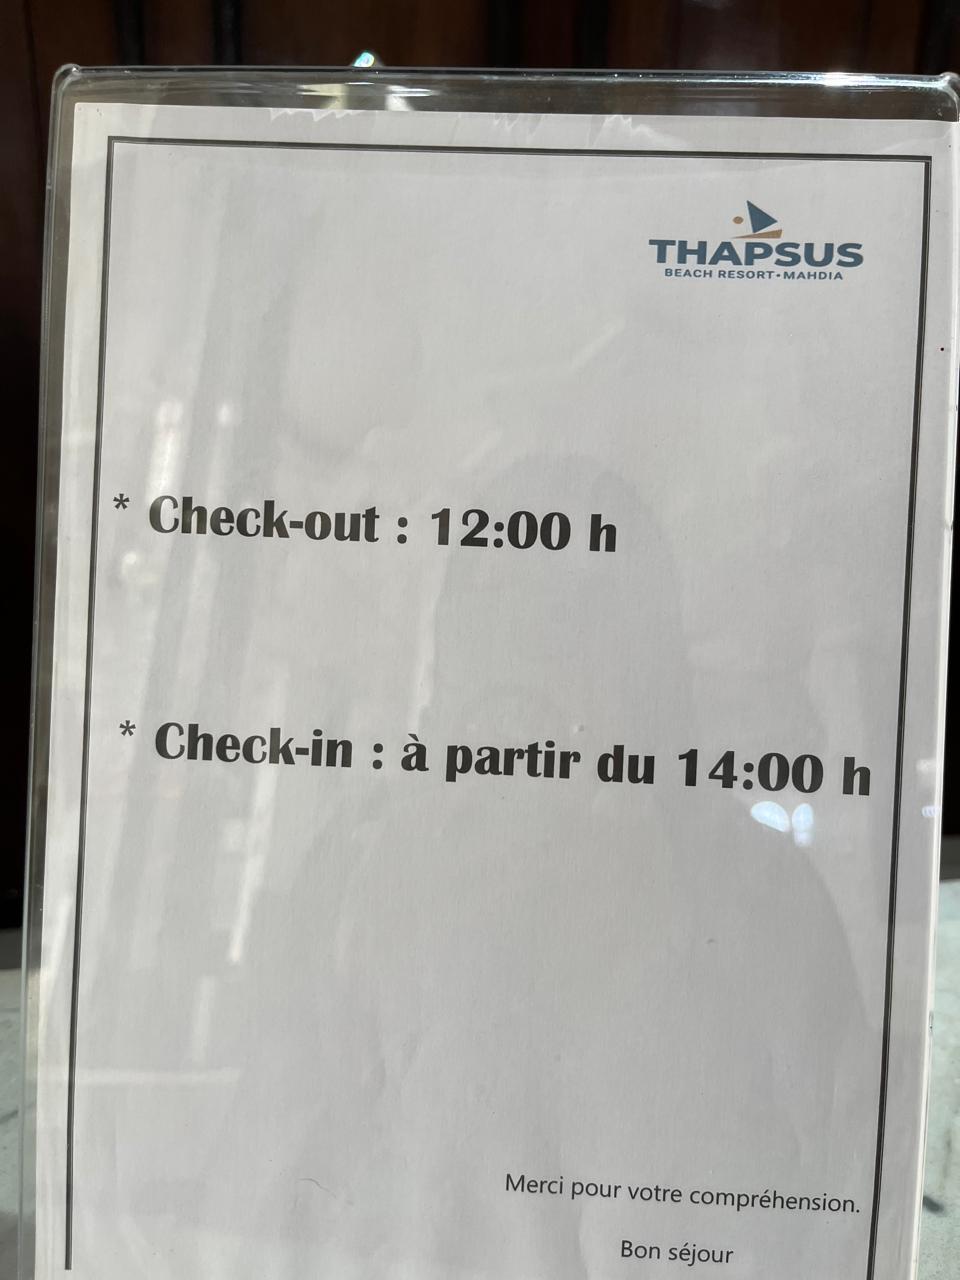 THAPSUS
BEACH RESORT•MAHDIA
* Check-out : 12:00 h
* Check-in : à partir du 14:00 h
Merci pour votre compréhension.
Bon séjour